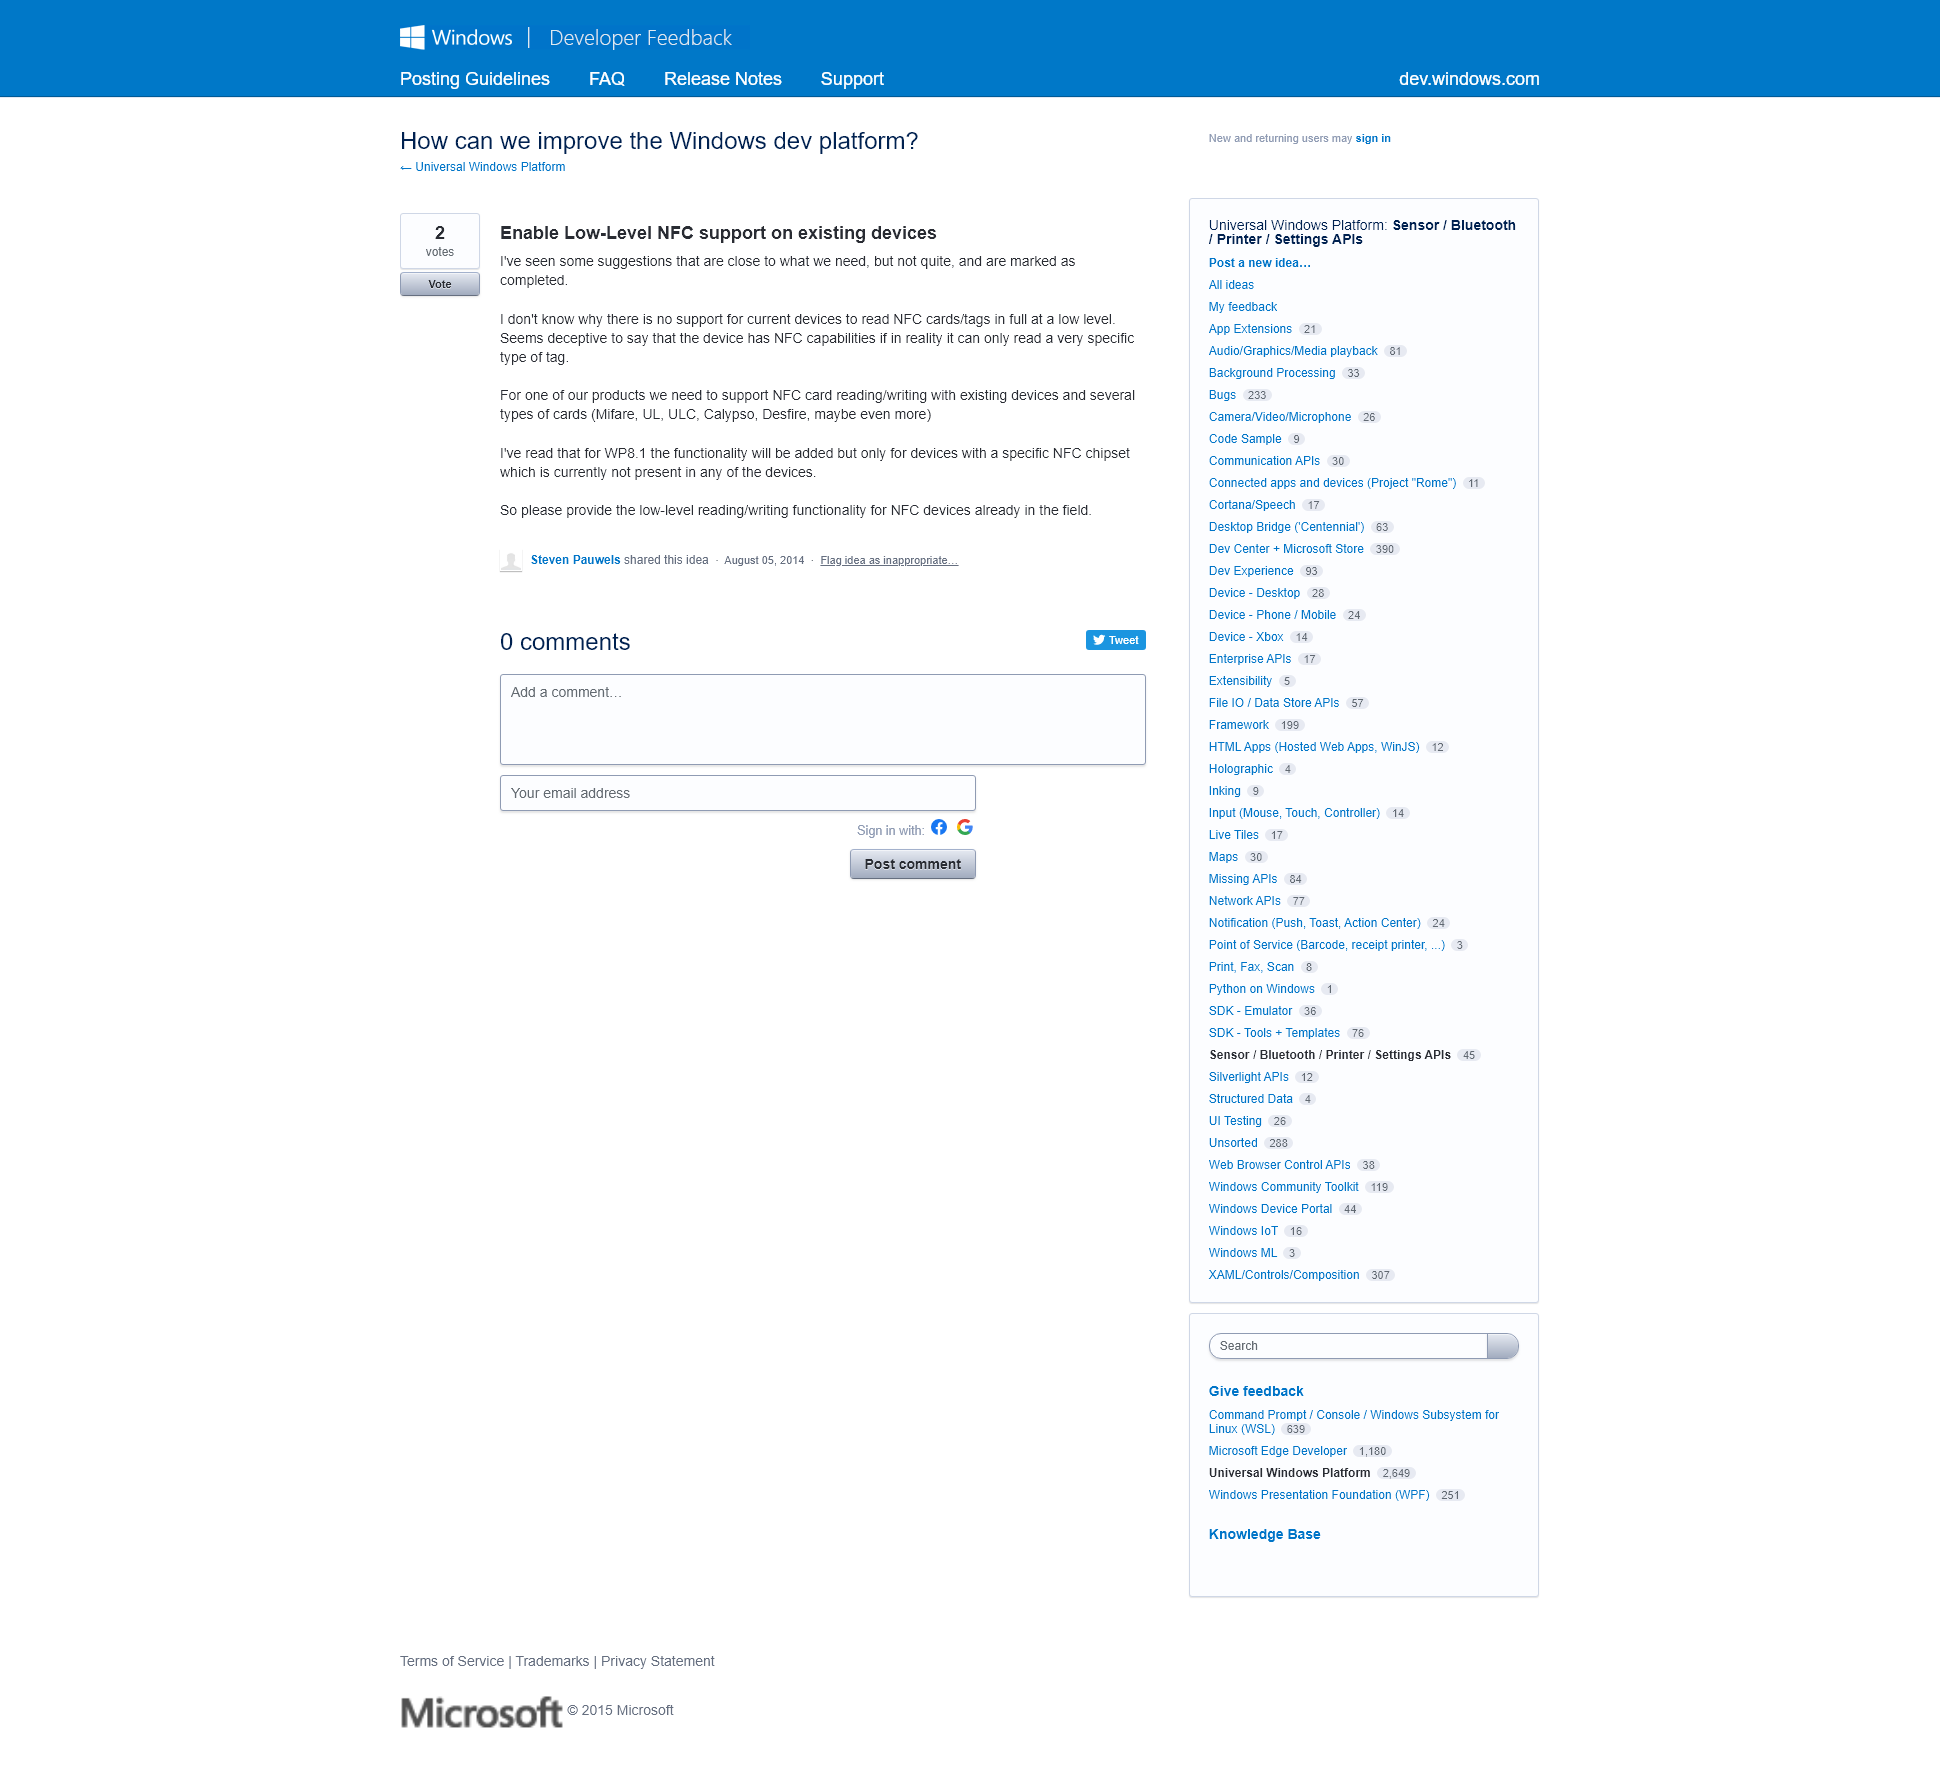 Windows | Developer Feedback
Posting Guidelines FAQ Release Notes Support dev.windows.com
How can we improve the Windows dev platform?
← Universal Windows Platform
New and returning users may sign in
2
votes
Vote
Enable Low-Level NFC support on existing devices
I've seen some suggestions that are close to what we need, but not quite, and are marked as
completed.
I don't know why there is no support for current devices to read NFC cards/tags in full at a low level.
Seems deceptive to say that the device has NFC capabilities if in reality it can only read a very specific
type of tag.
For one of our products we need to support NFC card reading/writing with existing devices and several
types of cards (Mifare, UL, ULC, Calypso, Desfire, maybe even more)
I've read that for WP8.1 the functionality will be added but only for devices with a specific NFC chipset
which is currently not present in any of the devices.
So please provide the low-level reading/writing functionality for NFC devices already in the field.
Steven Pauwels shared this idea · August 05, 2014 · Flag idea as inappropriate…
0 comments
Tweet
Add a comment…
Your email address
Sign in with:
Post comment
Universal Windows Platform: Sensor / Bluetooth
/ Printer / Settings APIs
Post a new idea…
All ideas
My feedback
App Extensions 21
Audio/Graphics/Media playback 81
Background Processing 33
Bugs 233
Camera/Video/Microphone 26
Code Sample 9
Communication APIs 30
Connected apps and devices (Project "Rome") 11
Cortana/Speech 17
Desktop Bridge ('Centennial') 63
Dev Center + Microsoft Store 390
Dev Experience 93
Device - Desktop 28
Device - Phone / Mobile 24
Device - Xbox 14
Enterprise APIs 17
Extensibility 5
File IO / Data Store APIs 57
Framework 199
HTML Apps (Hosted Web Apps, WinJS) 12
Holographic 4
Inking 9
Input (Mouse, Touch, Controller) 14
Live Tiles 17
Maps 30
Missing APIs 84
Network APIs 77
Notification (Push, Toast, Action Center) 24
Point of Service (Barcode, receipt printer, ...) 3
Print, Fax, Scan 8
Python on Windows 1
SDK - Emulator 36
SDK - Tools + Templates 76
Sensor / Bluetooth / Printer / Settings APIs 45
Silverlight APIs 12
Structured Data 4
UI Testing 26
Unsorted 288
Web Browser Control APIs 38
Windows Community Toolkit 119
Windows Device Portal 44
Windows IoT 16
Windows ML 3
XAML/Controls/Composition 307
Search
Give feedback
Command Prompt / Console / Windows Subsystem for
Linux (WSL) 639
Microsoft Edge Developer 1,180
Universal Windows Platform 2,649
Windows Presentation Foundation (WPF) 251
Knowledge Base
Terms of Service | Trademarks | Privacy Statement
Microsoft © 2015 Microsoft